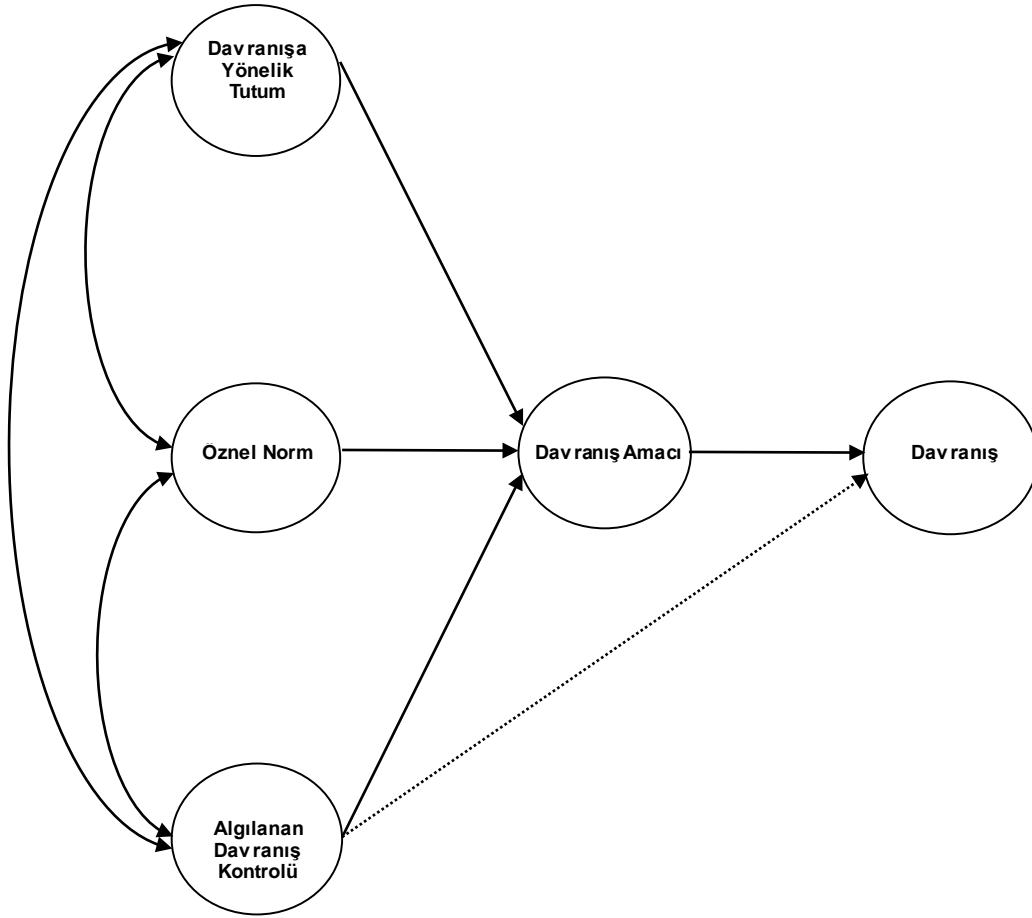 Davranışa
Yönelik
Tutum
Öznel Norm
Davranış Amacı
Davranış
Algılanan
Davranış
Kontrolü